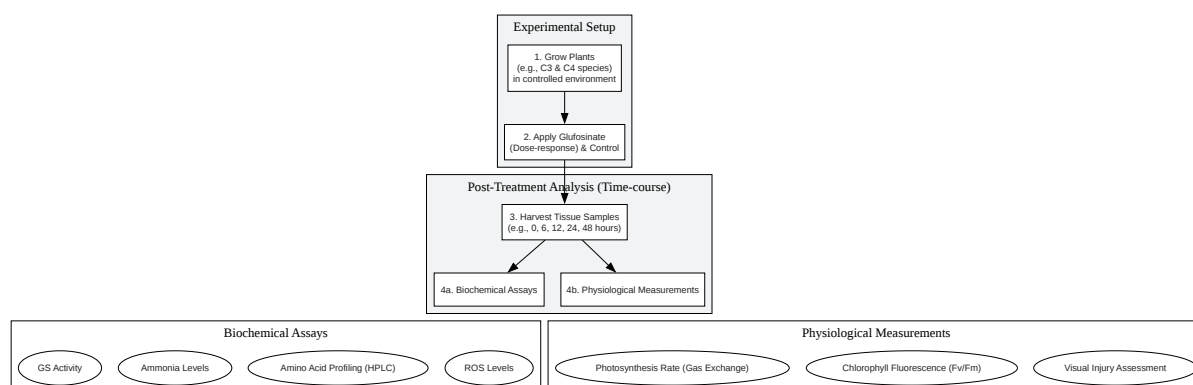 Experimental Setup
1. Grow Plants
(e.g., C3 & C4 species)
in controlled environment
2. Apply Glufosinate
(Dose-response) & Control
Post-Treatment Analysis (Time-course)
3. Harvest Tissue Samples
(e.g., 0, 6, 12, 24, 48 hours)
4a. Biochemical Assays
4b. Physiological Measurements
Biochemical Assays
GS Activity
Ammonia Levels
Amino Acid Profiling (HPLC)
ROS Levels
Physiological Measurements
Photosynthesis Rate (Gas Exchange)
Chlorophyll Fluorescence (Fv/Fm)
Visual Injury Assessment